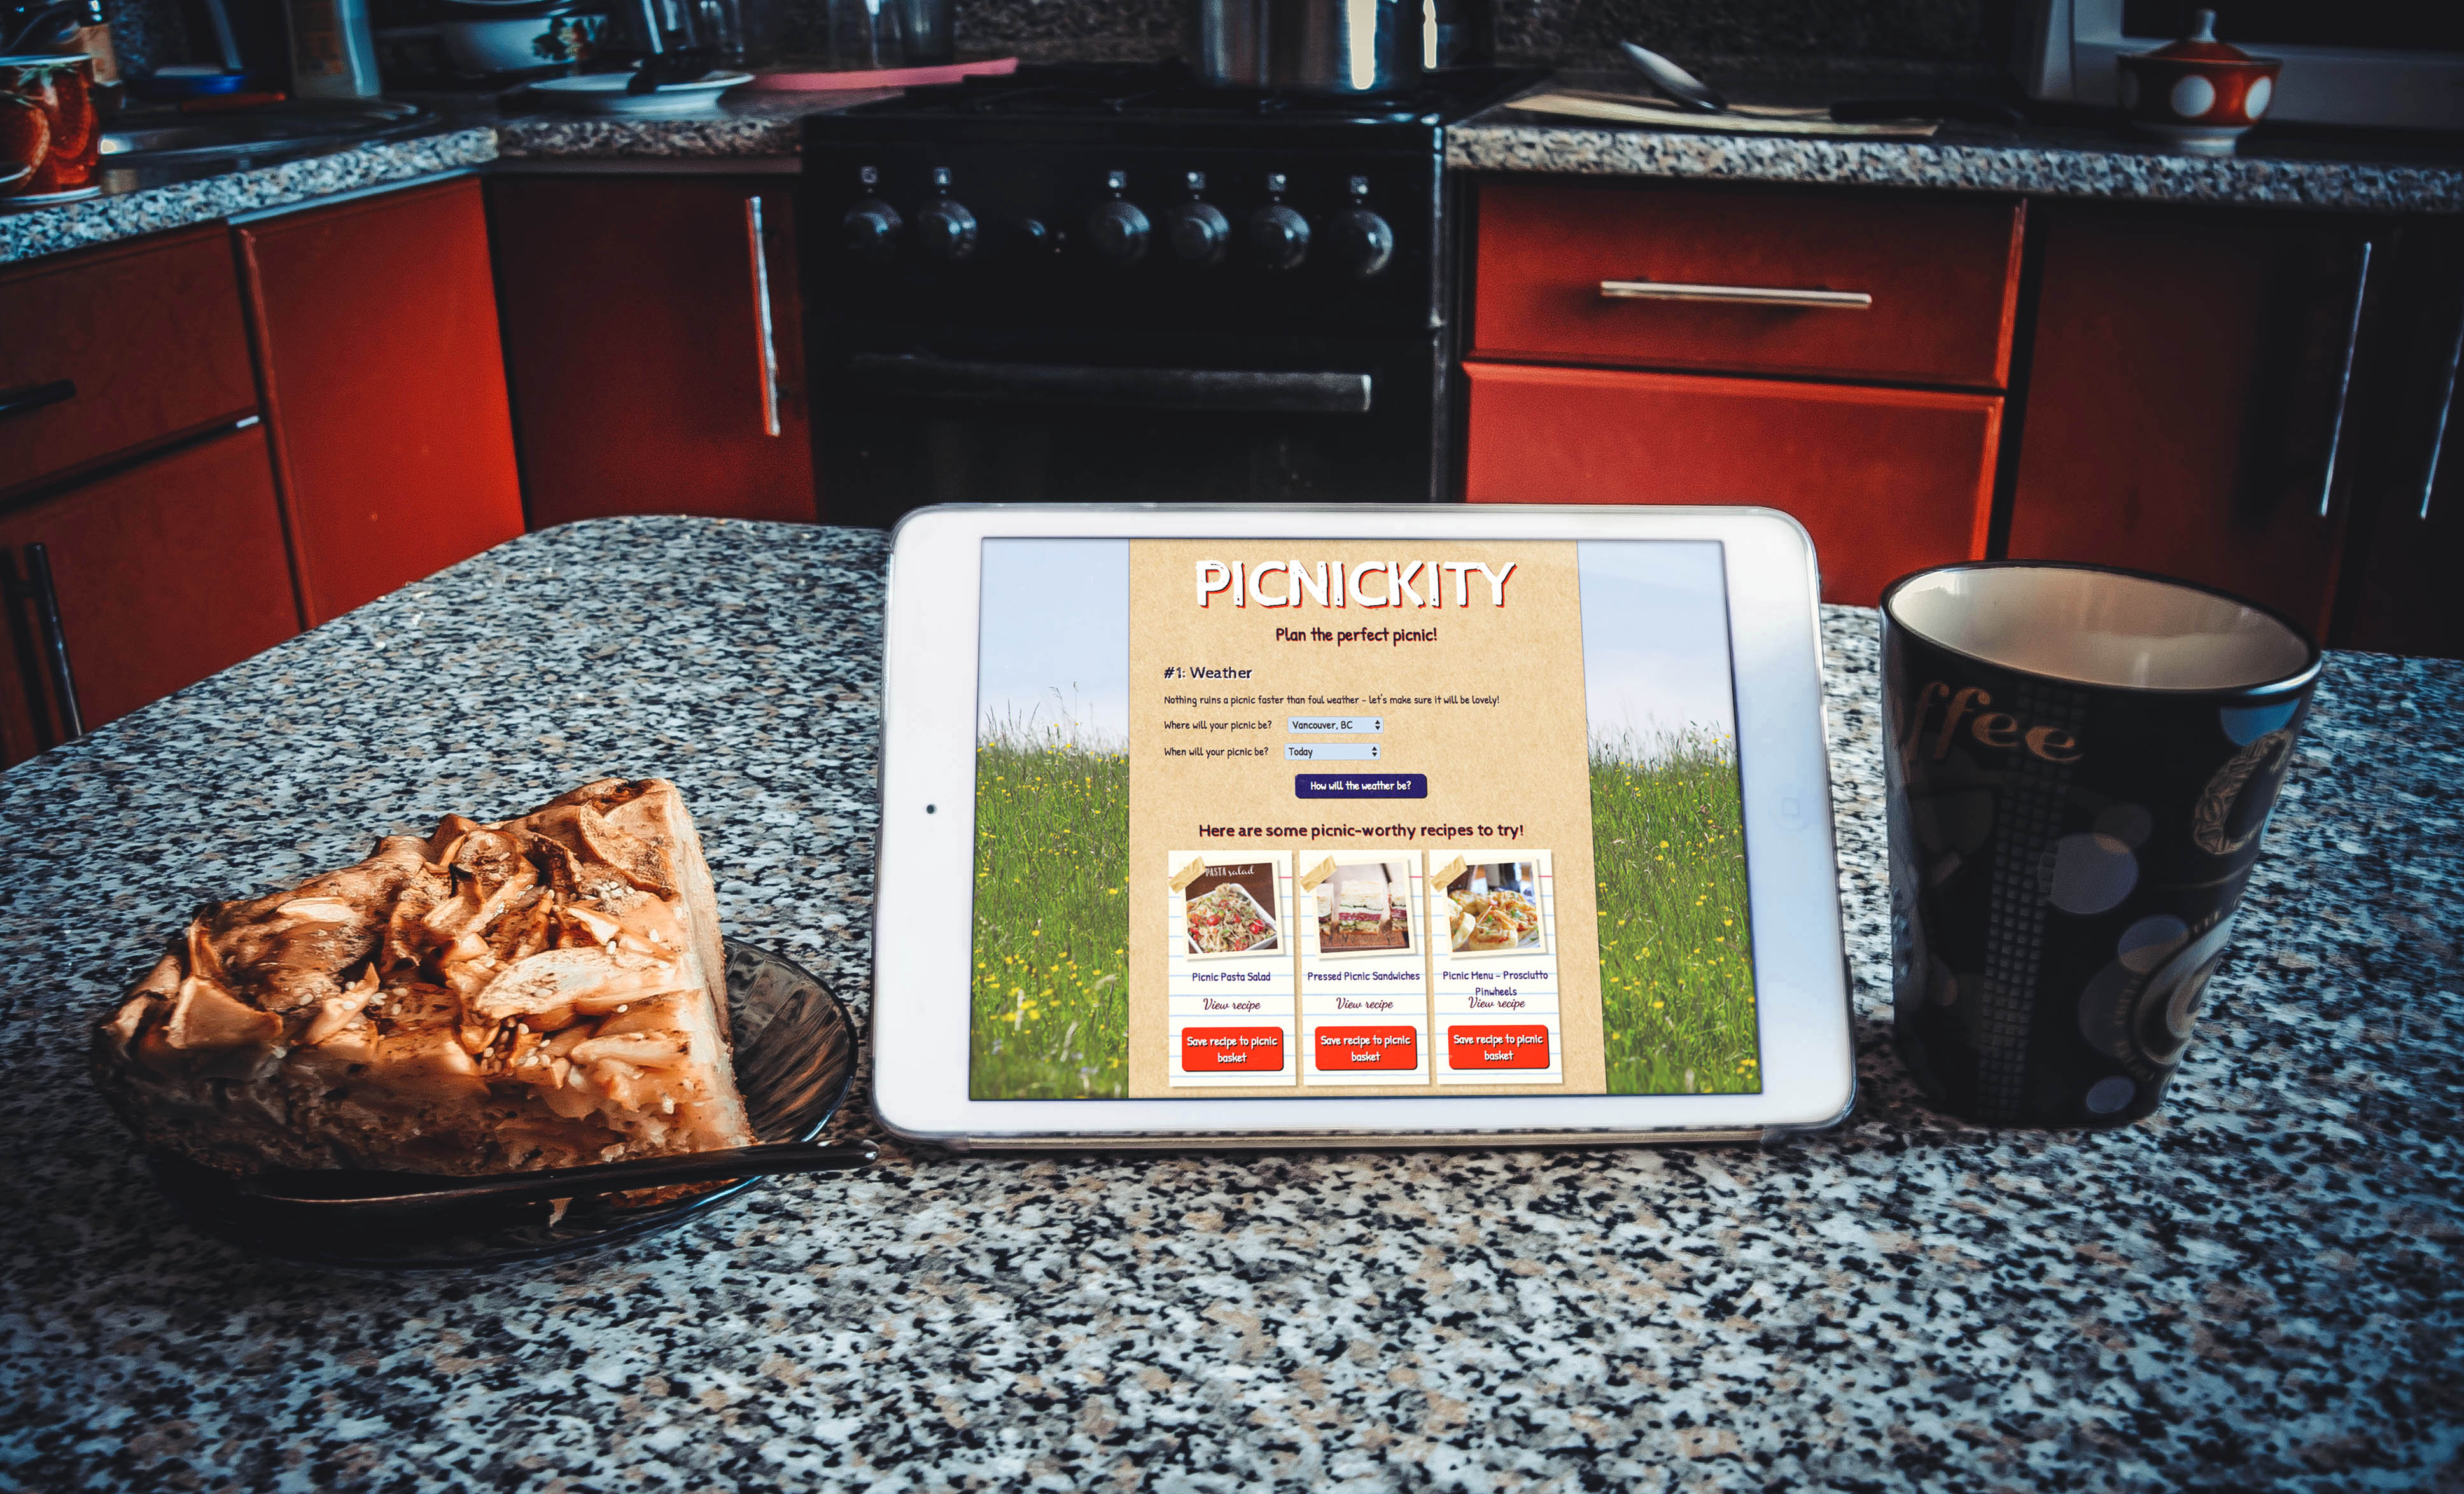 PICNICKITY
Plan the perfect picnic!
#1: Weather
Nothing ruins a picnic faster than foul weather - let's make sure it will be lovely!
Where will your picnic be? Vancouver, BC
When will your picnic be? Today
How will the weather be?
Here are some picnic-worthy recipes to try!
PASTA salad
Picnic Pasta Salad
View recipe
Save recipe to picnic
basket
Pressed Picnic Sandwiches
View recipe
Save recipe to picnic
basket
Picnic Menu - Prosciutto
Pinwheels
View recipe
Save recipe to picnic
basket
ffee